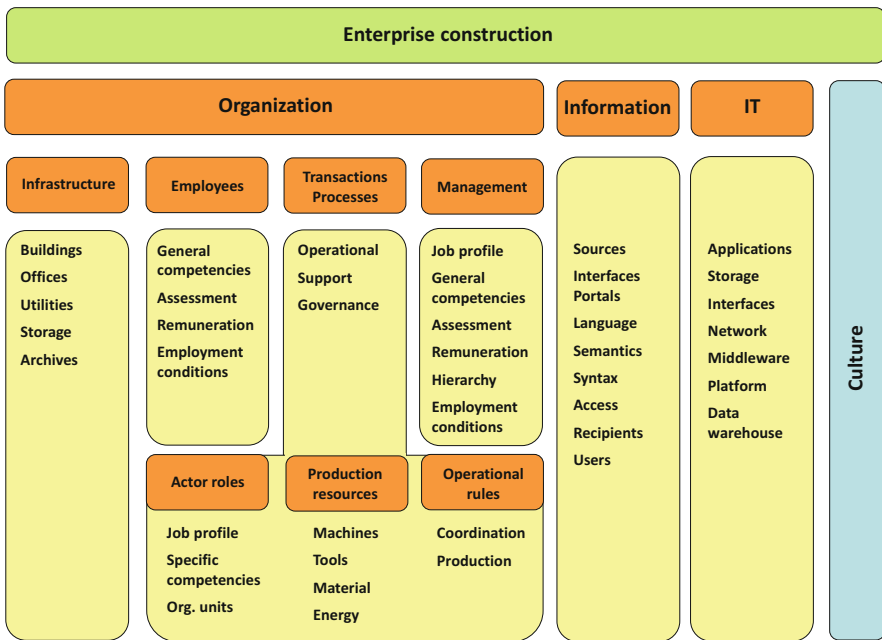 Enterprise construction
Organization
Information
IT
Culture
Infrastructure
Employees
Transactions
Processes
Management
Buildings
Offices
Utilities
Storage
Archives
General
competencies
Assessment
Remuneration
Employment
conditions
Operational
Support
Governance
Job profile
General
competencies
Assessment
Remuneration
Hierarchy
Employment
conditions
Actor roles
Production
resources
Operational
rules
Job profile
Specific
competencies
Org. units
Machines
Tools
Material
Energy
Coordination
Production
Sources
Interfaces
Portals
Language
Semantics
Syntax
Access
Recipients
Users
Applications
Storage
Interfaces
Network
Middleware
Platform
Data
warehouse